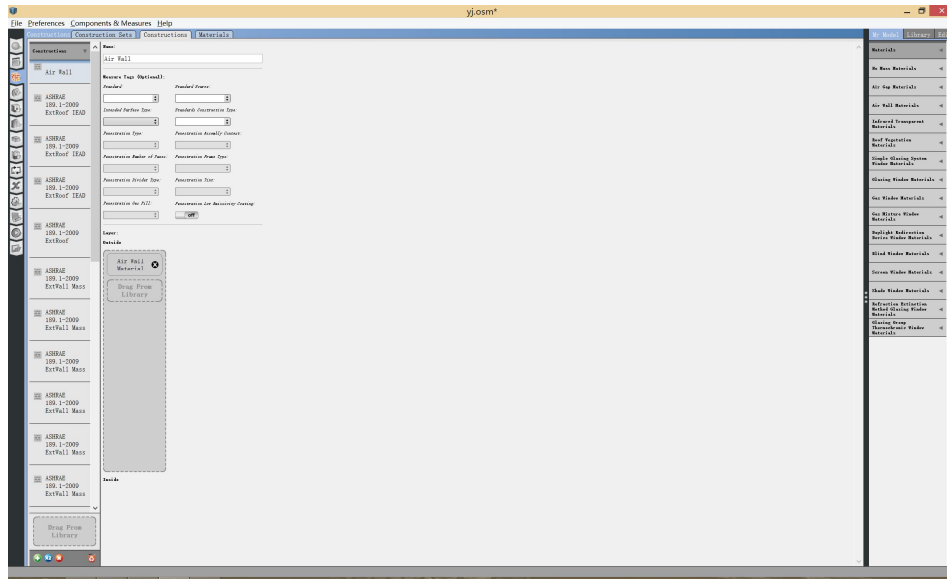 yj.osm*
File Preferences Components & Measures Help
Constructions
Construction Sets
Constructions
Materials
My Model
Library
Edi
Constructions
Air Wall
ASHRAE
189.1-2009
ExtRoof IEAD
ASHRAE
189.1-2009
ExtRoof IEAD
ASHRAE
189.1-2009
ExtRoof IEAD
ASHRAE
189.1-2009
ExtRoof
ASHRAE
189.1-2009
ExtWall Mass
ASHRAE
189.1-2009
ExtWall Mass
ASHRAE
189.1-2009
ExtWall Mass
ASHRAE
189.1-2009
ExtWall Mass
ASHRAE
189.1-2009
ExtWall Mass
ASHRAE
189.1-2009
ExtWall Mass
Drag From
Library
Name:
Air Wall
Measure Tags (Optional):
Standard
Standard Source:
Intended Surface Type:
Standards Construction Type:
Fenestration Type:
Fenestration Assembly Context:
Fenestration Number of Panes:
Fenestration Frame Type:
Fenestration Divider Type:
Fenestration Tint:
Fenestration Gas Fill:
Fenestration Low Emissivity Coating:
off
Layer:
Outside
Air Wall
Material
Drag From
Library
Inside
Materials
No Mass Materials
Air Gap Materials
Air Wall Materials
Infrared Transparent
Materials
Roof Vegetation
Materials
Simple Glazing System
Window Materials
Glazing Window Materials
Gas Window Materials
Gas Mixture Window
Materials
Daylight Redirection
Device Window Materials
Blind Window Materials
Screen Window Materials
Shade Window Materials
Refraction Extinction
Method Glazing Window
Materials
Glazing Group
Thermochromic Window
Materials